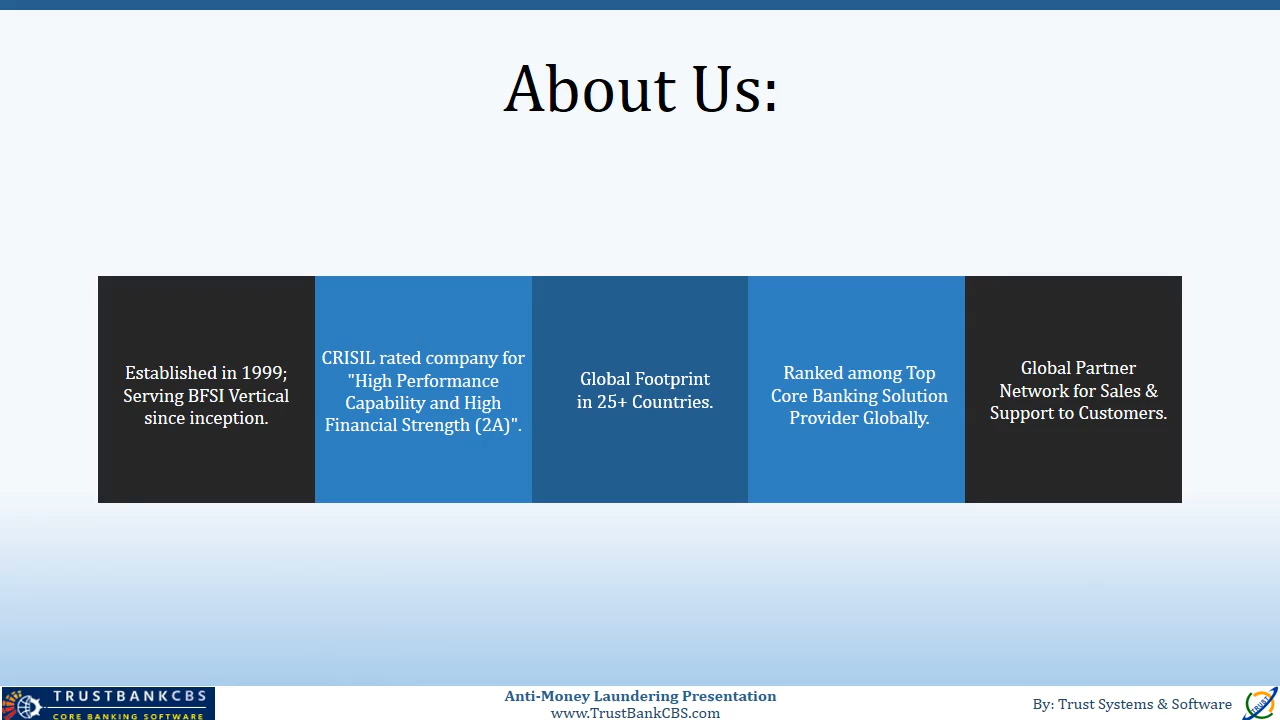 About Us:
Established in 1999;
Serving BFSI Vertical
since inception.
CRISIL rated company for
"High Performance
Capability and High
Financial Strength (2A)".
Global Footprint
in 25+ Countries.
Ranked among Top
Core Banking Solution
Provider Globally.
Global Partner
Network for Sales &
Support to Customers.
TRUSTBANKCBS
CORE BANKING SOFTWARE
Anti-Money Laundering Presentation
www.TrustBankCBS.com
By: Trust Systems & Software
TRUST